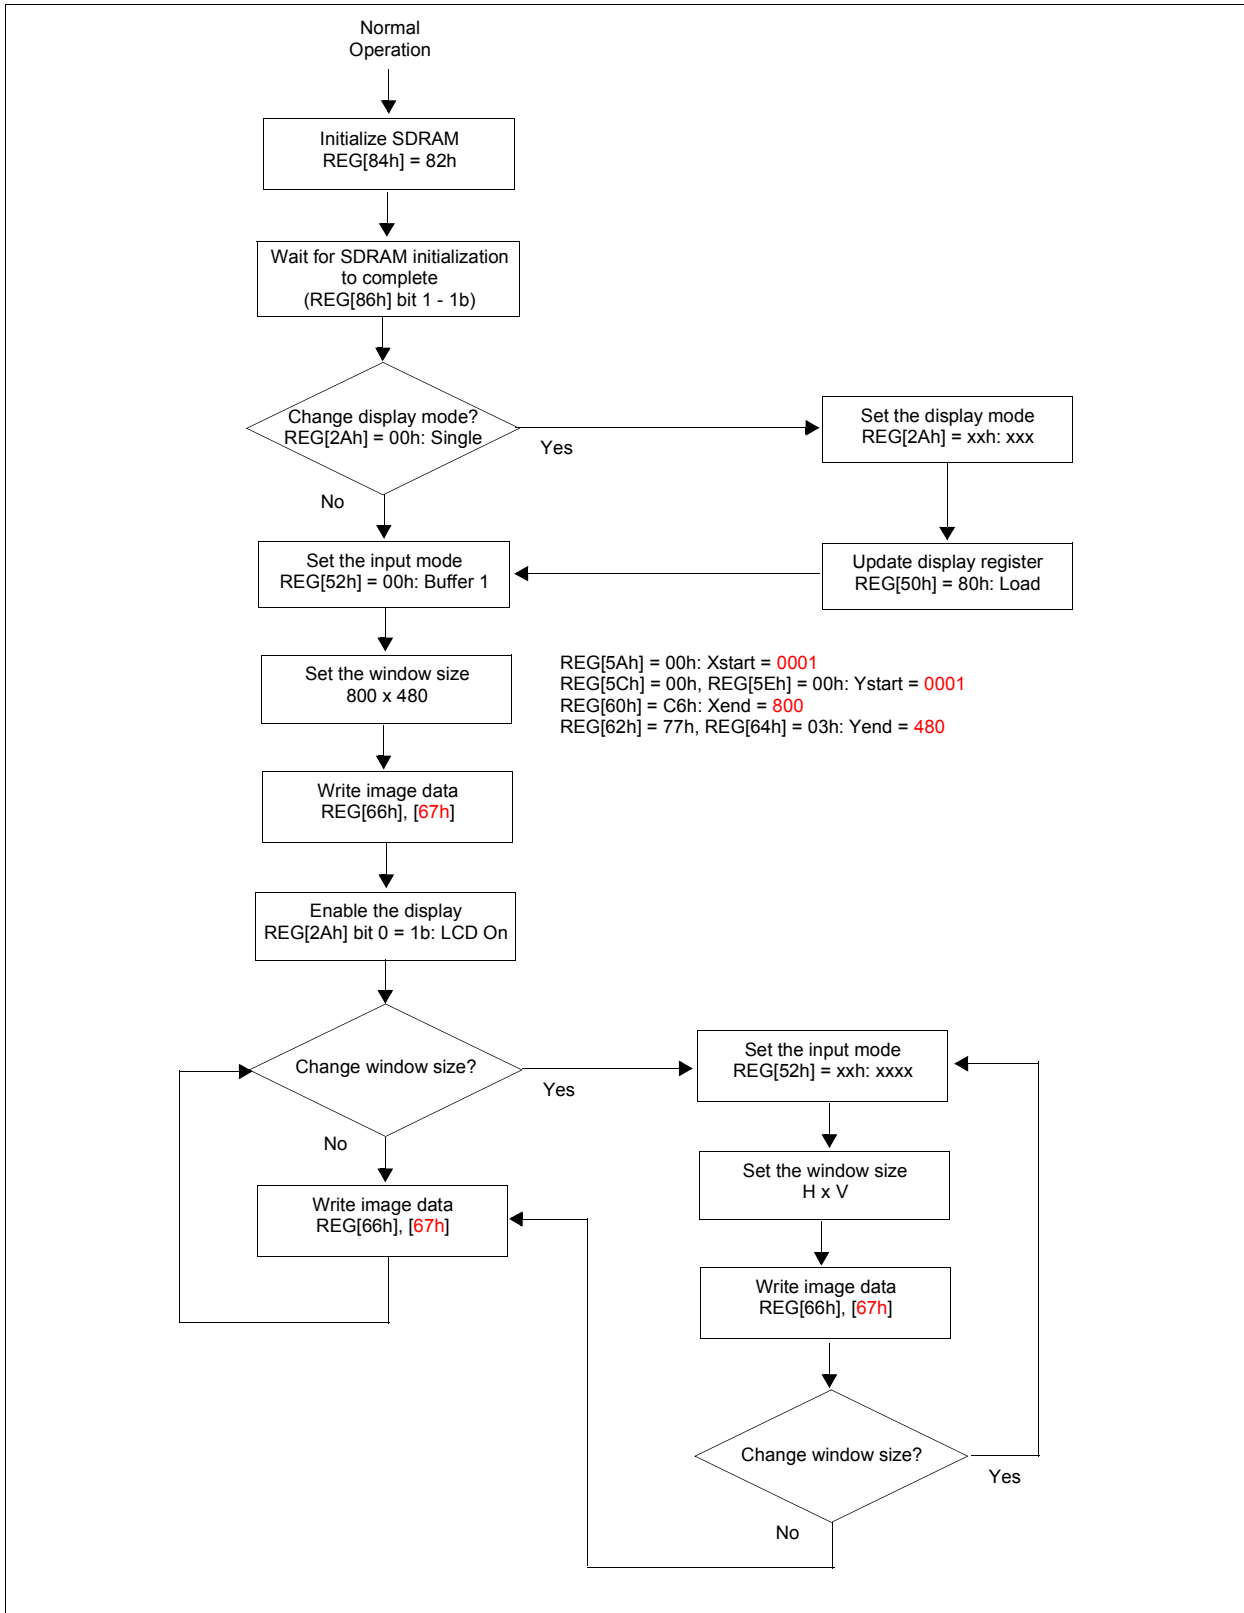 Normal
Operation
Initialize SDRAM
REG[84h] = 82h
Wait for SDRAM initialization
to complete
(REG[86h] bit 1 - 1b)
Change display mode?
REG[2Ah] = 00h: Single
Yes
Set the display mode
REG[2Ah] = xxh: xxx
No
Set the input mode
REG[52h] = 00h: Buffer 1
Update display register
REG[50h] = 80h: Load
Set the window size
800 x 480
REG[5Ah] = 00h: Xstart = 0001
REG[5Ch] = 00h, REG[5Eh] = 00h: Ystart = 0001
REG[60h] = C6h: Xend = 800
REG[62h] = 77h, REG[64h] = 03h: Yend = 480
Write image data
REG[66h], [67h]
Enable the display
REG[2Ah] bit 0 = 1b: LCD On
Change window size?
Yes
Set the input mode
REG[52h] = xxh: xxxx
No
Set the window size
H x V
Write image data
REG[66h], [67h]
Write image data
REG[66h], [67h]
Change window size?
Yes
No